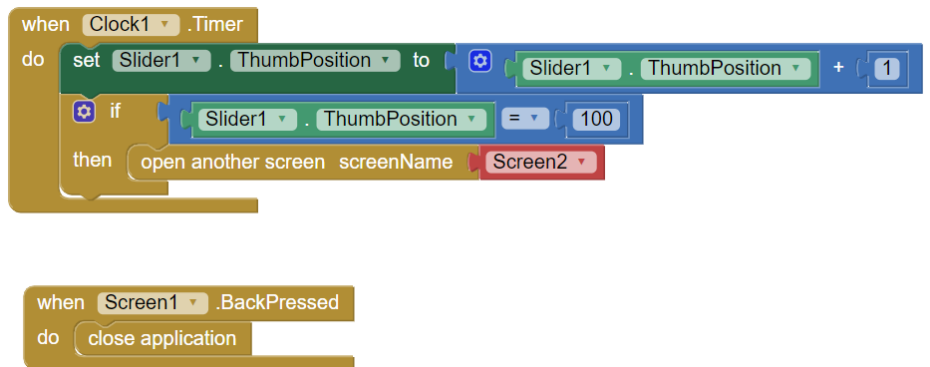 when Clock1 .Timer
do set Slider1 . ThumbPosition to Slider1 . ThumbPosition + 1
if Slider1 . ThumbPosition = 100
then open another screen screenName Screen2
when Screen1 .BackPressed
do close application